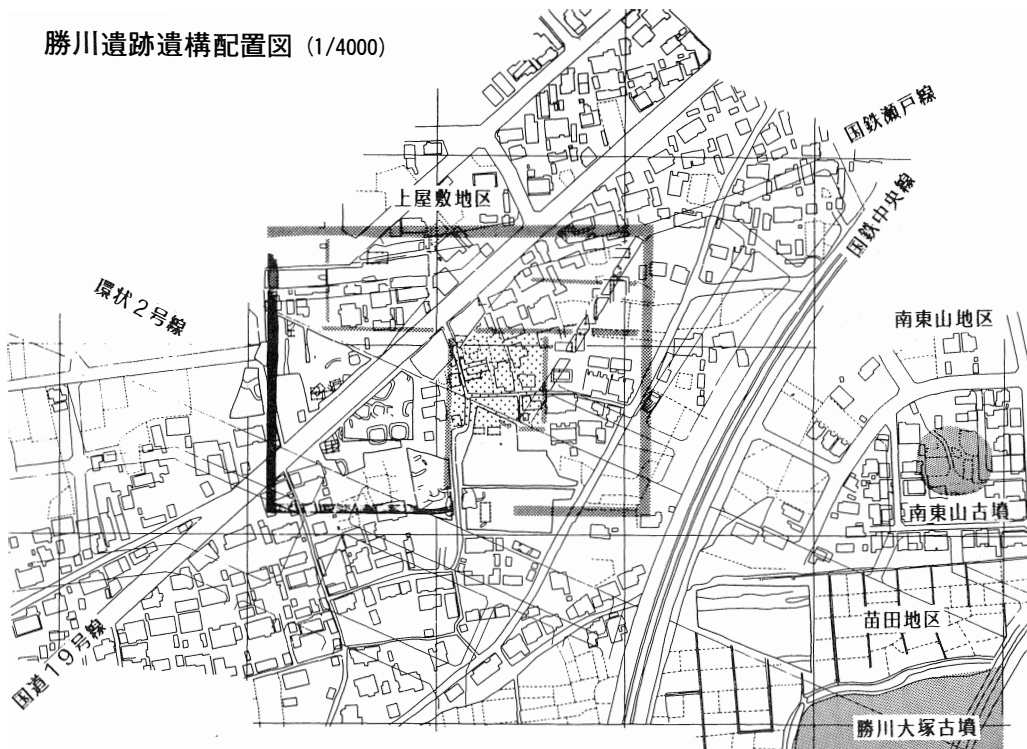 勝川遺跡遺構配置図 (1/4000)
国鉄瀬戸線
上屋敷地区
国鉄中央線
環状2号線
南東山地区
南東山古墳
苗田地区
国道19号線
勝川大塚古墳